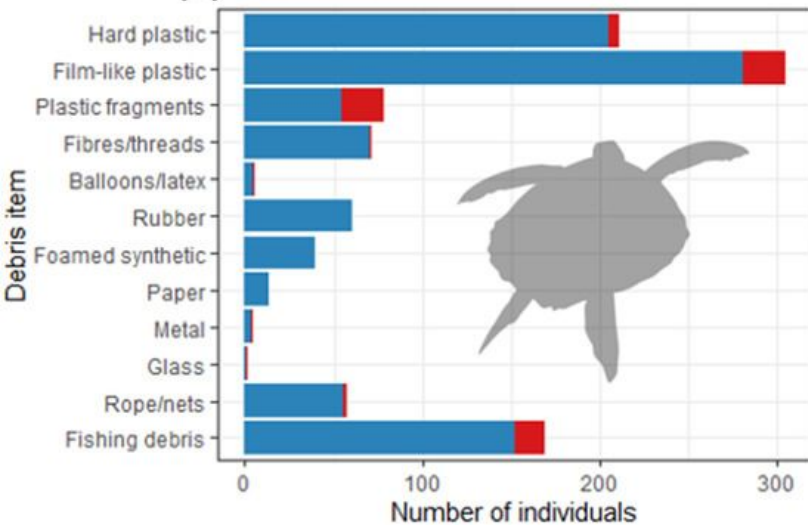 Hard plastic
Film-like plastic
Plastic fragments
Fibres/threads
Balloons/latex
Rubber
Foamed synthetic
Paper
Metal
Glass
Rope/nets
Fishing debris
Debris item
0 100 200 300
Number of individuals